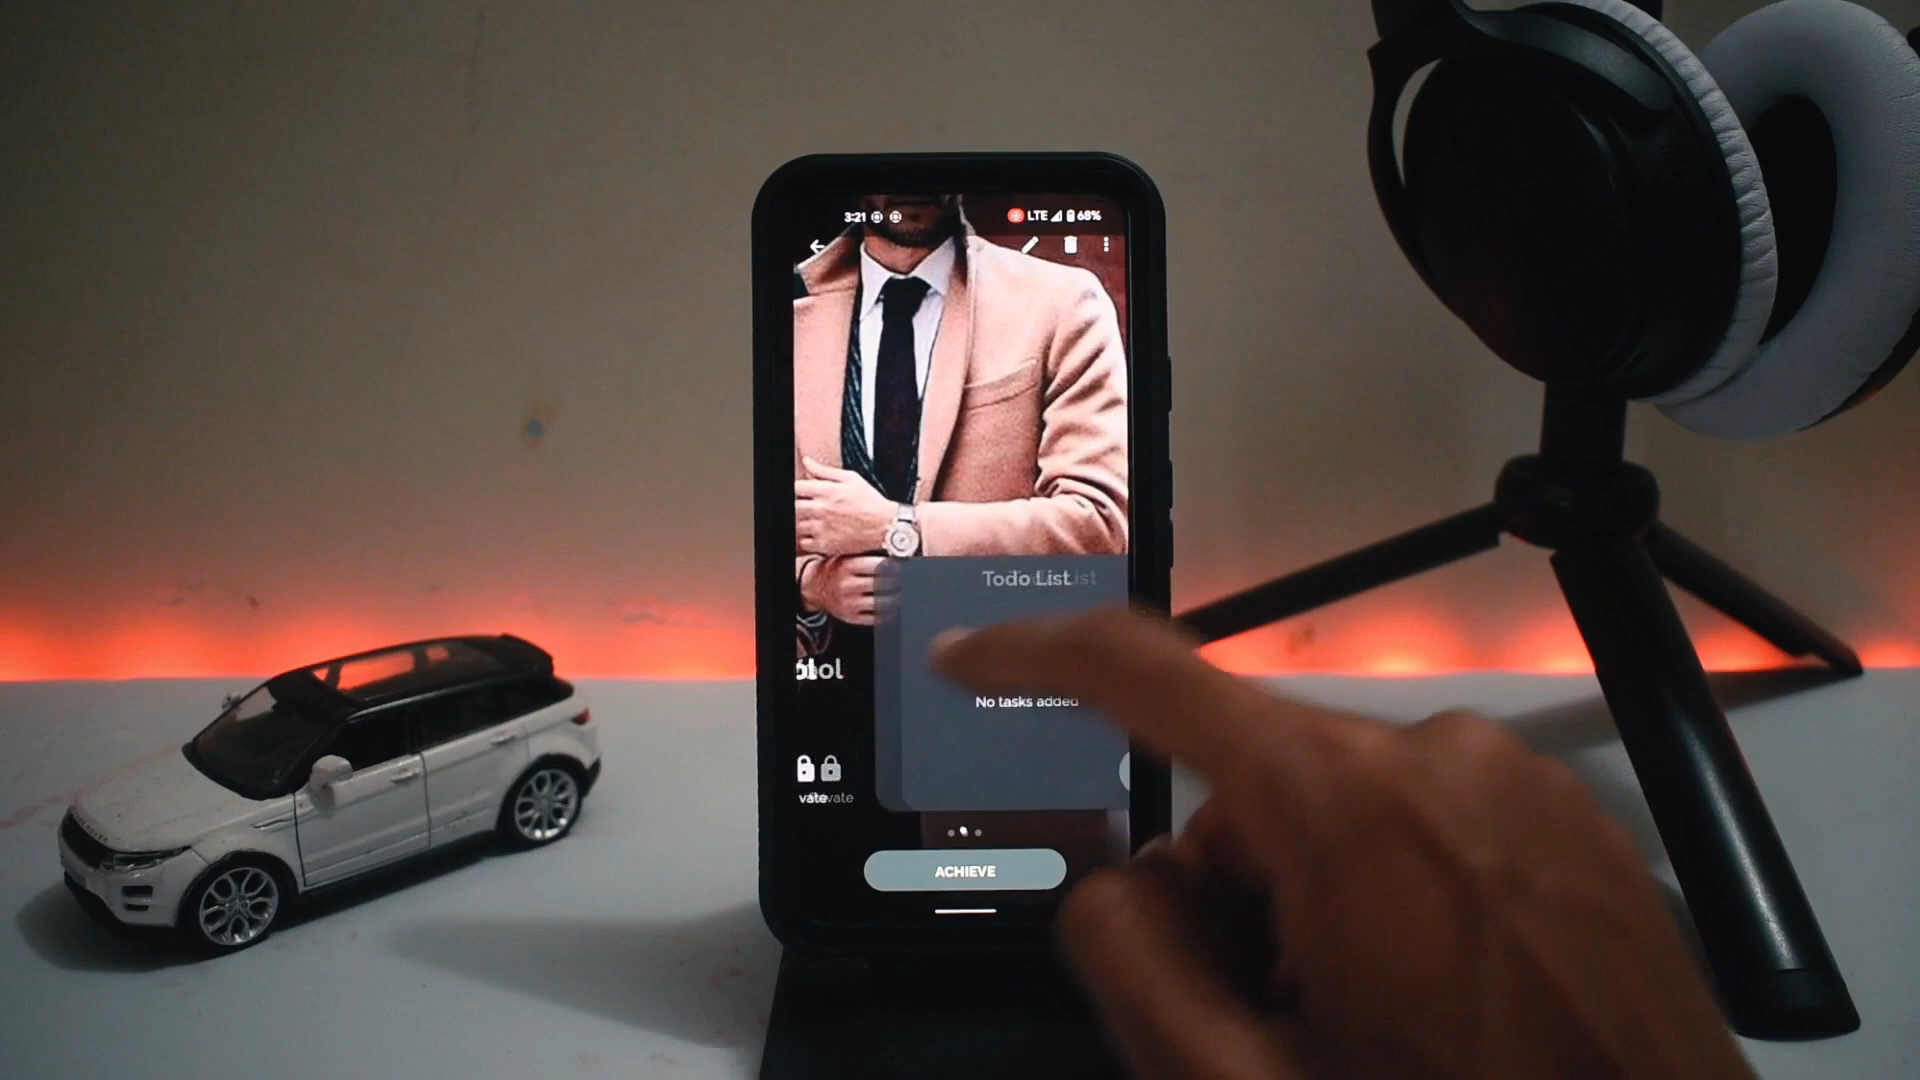 3:21 LTE 68%
Todo List
No tasks added
ACHIEVE